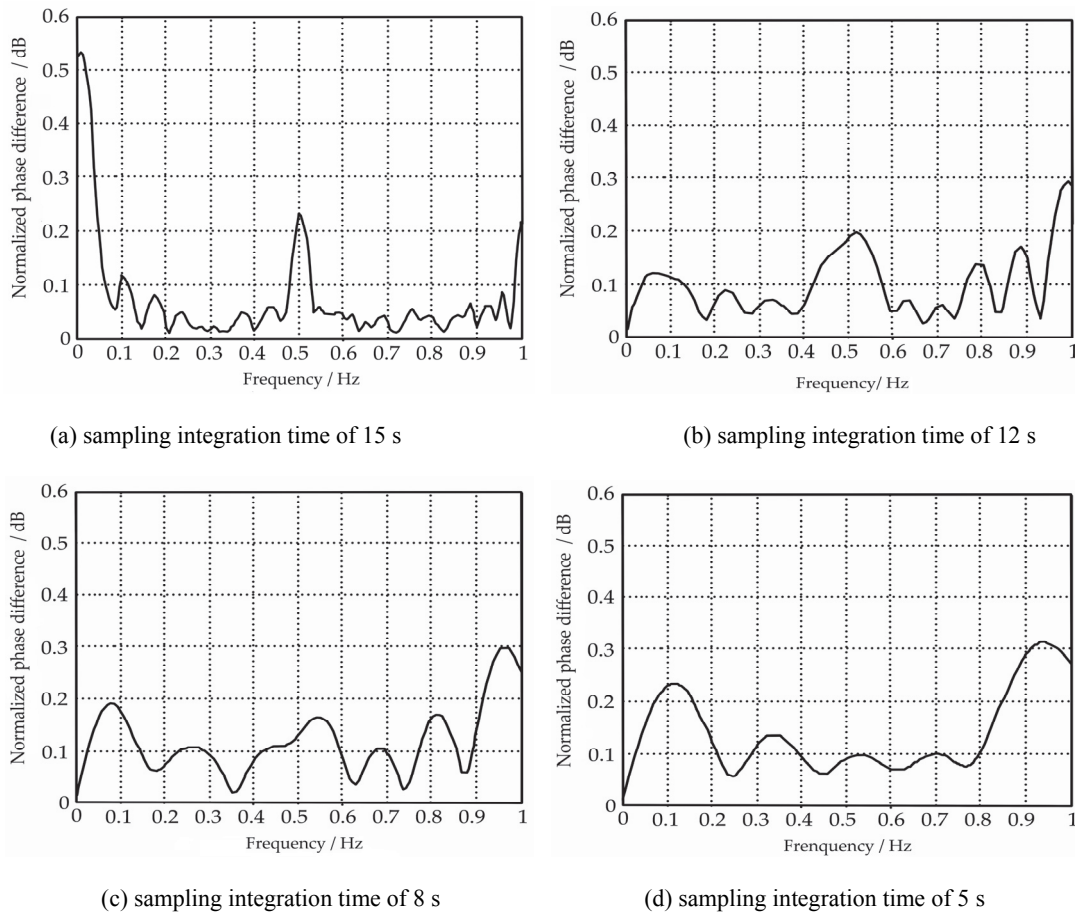 Normalized phase difference / dB
0.6
0.5
0.4
0.3
0.2
0.1
0
0 0.1 0.2 0.3 0.4 0.5 0.6 0.7 0.8 0.9 1
Frequency / Hz
(a) sampling integration time of 15 s
Normalized phase difference / dB
0.6
0.5
0.4
0.3
0.2
0.1
0
0 0.1 0.2 0.3 0.4 0.5 0.6 0.7 0.8 0.9 1
Frequency/ Hz
(b) sampling integration time of 12 s
Normalized phase difference / dB
0.6
0.5
0.4
0.3
0.2
0.1
0
0 0.1 0.2 0.3 0.4 0.5 0.6 0.7 0.8 0.9 1
Frequency / Hz
(c) sampling integration time of 8 s
Normalized phase difference / dB
0.6
0.5
0.4
0.3
0.2
0.1
0
0 0.1 0.2 0.3 0.4 0.5 0.6 0.7 0.8 0.9 1
Frenquency / Hz
(d) sampling integration time of 5 s